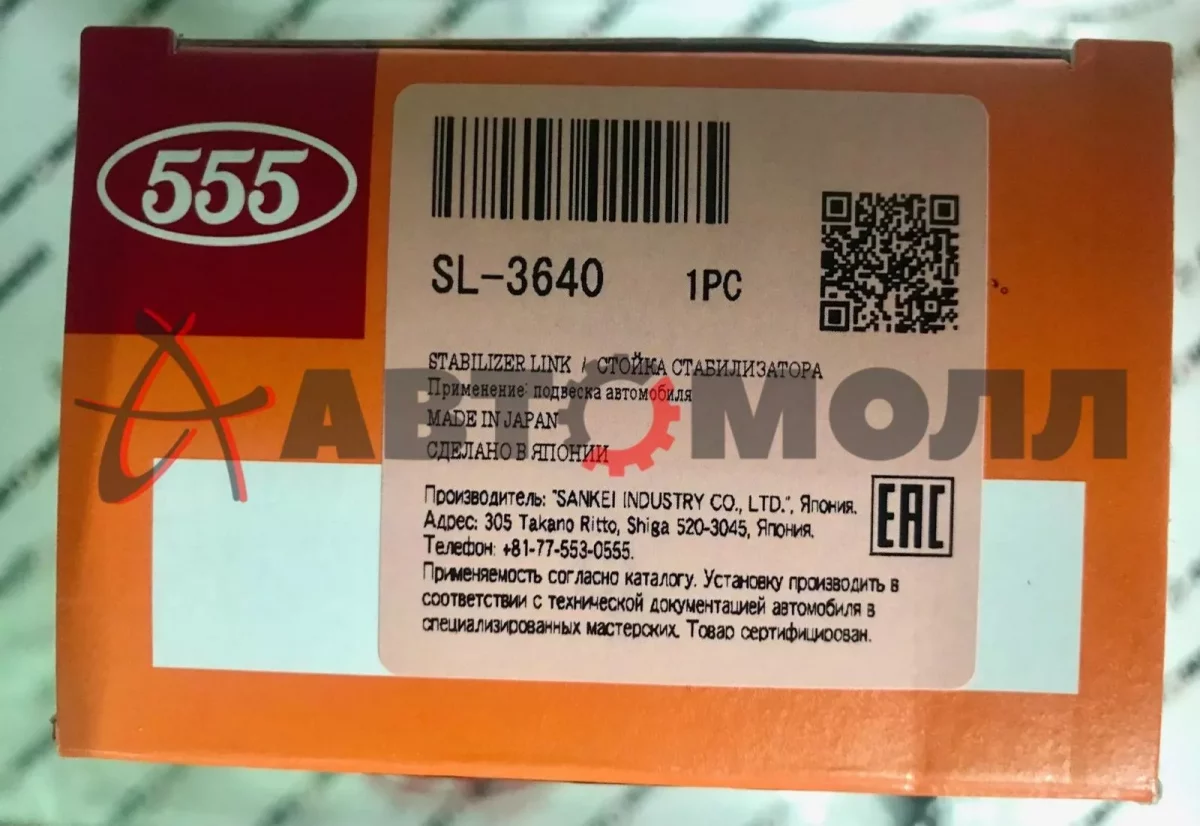 555
SL-3640 1PC
STABILIZER LINK / СТОЙКА СТАБИЛИЗАТОРА
Применение: подвеска автомобиля
MADE IN JAPAN
СДЕЛАНО В ЯПОНИИ
АВТОМОЛЛ
Производитель: "SANKEI INDUSTRY CO., LTD.", Япония.
Адрес: 305 Takano Ritto, Shiga 520-3045, Япония.
Телефон: +81-77-553-0555.
EAC
Применяемость согласно каталогу. Установку производить в
соответствии с технической документацией автомобиля в
специализированных мастерских. Товар сертифицирован.